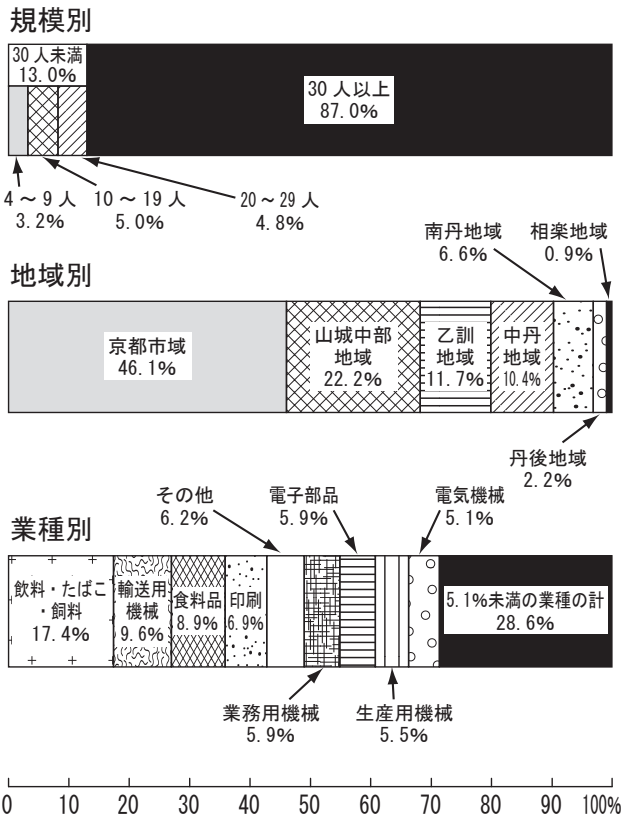 規模別
30人未満
13.0%
30人以上
87.0%
4～9人
3.2%
10～19人
5.0%
20～29人
4.8%
地域別
南丹地域
6.6%
相楽地域
0.9%
京都市域
46.1%
山城中部
地域
22.2%
乙訓
地域
11.7%
中丹
地域
10.4%
丹後地域
2.2%
業種別
その他
6.2%
電子部品
5.9%
電気機械
5.1%
飲料・たばこ
・飼料
17.4%
輸送用
機械
9.6%
食料品
8.9%
印刷
6.9%
5.1%未満の業種の計
28.6%
業務用機械
5.9%
生産用機械
5.5%
0 10 20 30 40 50 60 70 80 90 100%